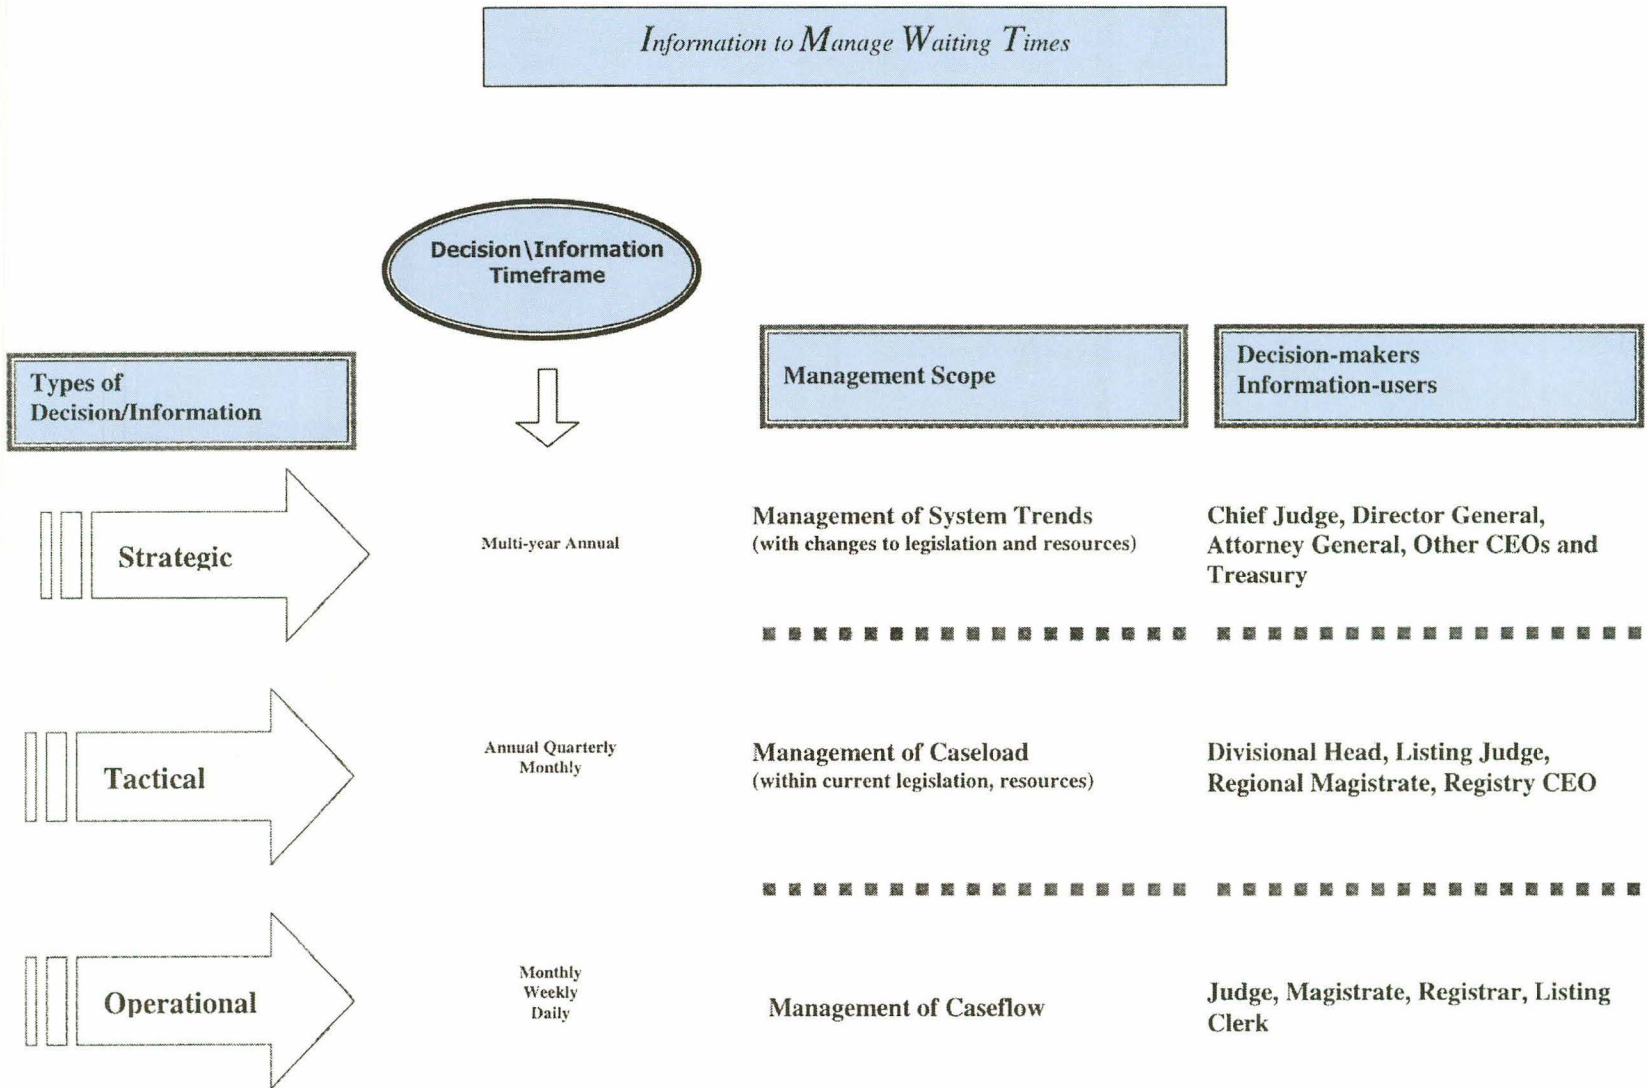 Information to Manage Waiting Times
Decision\Information
Timeframe
Types of
Decision/Information
Management Scope
Decision-makers
Information-users
Strategic
Multi-year Annual
Management of System Trends
(with changes to legislation and resources)
Chief Judge, Director General,
Attorney General, Other CEOs and
Treasury
Tactical
Annual Quarterly
Monthly
Management of Caseload
(within current legislation, resources)
Divisional Head, Listing Judge,
Regional Magistrate, Registry CEO
Operational
Monthly
Weekly
Daily
Management of Caseflow
Judge, Magistrate, Registrar, Listing
Clerk